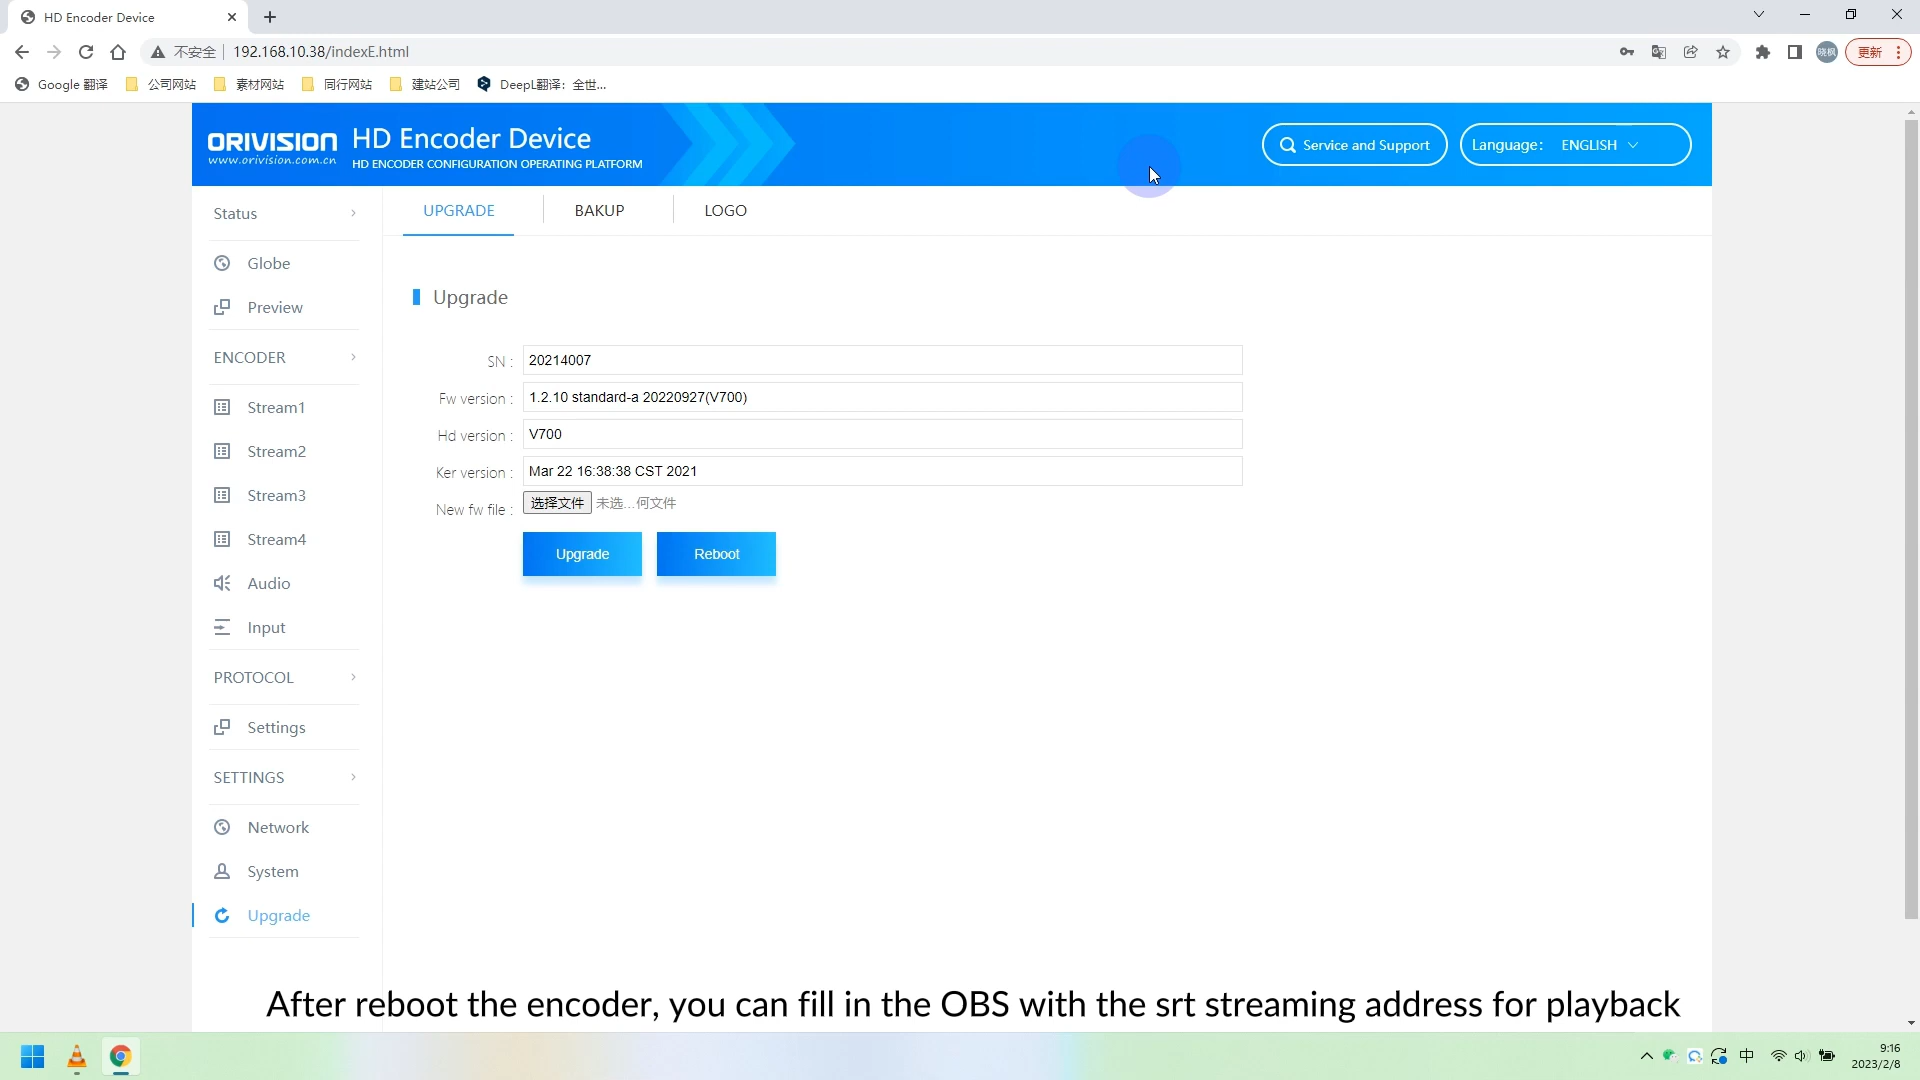 HD Encoder Device
不安全 192.168.10.38/indexE.html
晓枫
更新
Google 翻译 公司网站 素材网站 同行网站 建站公司 DeepL翻译：全世...
ORIVISION
www.orivision.com.cn
HD Encoder Device
HD ENCODER CONFIGURATION OPERATING PLATFORM
Service and Support
Language: ENGLISH
Status
Globe
Preview
ENCODER
Stream1
Stream2
Stream3
Stream4
Audio
Input
PROTOCOL
Settings
SETTINGS
Network
System
Upgrade
UPGRADE BAKUP LOGO
Upgrade
SN : 20214007
Fw version : 1.2.10 standard-a 20220927(V700)
Hd version : V700
Ker version : Mar 22 16:38:38 CST 2021
New fw file : 选择文件 未选...何文件
Upgrade Reboot
After reboot the encoder, you can fill in the OBS with the srt streaming address for playback
中
9:16
2023/2/8